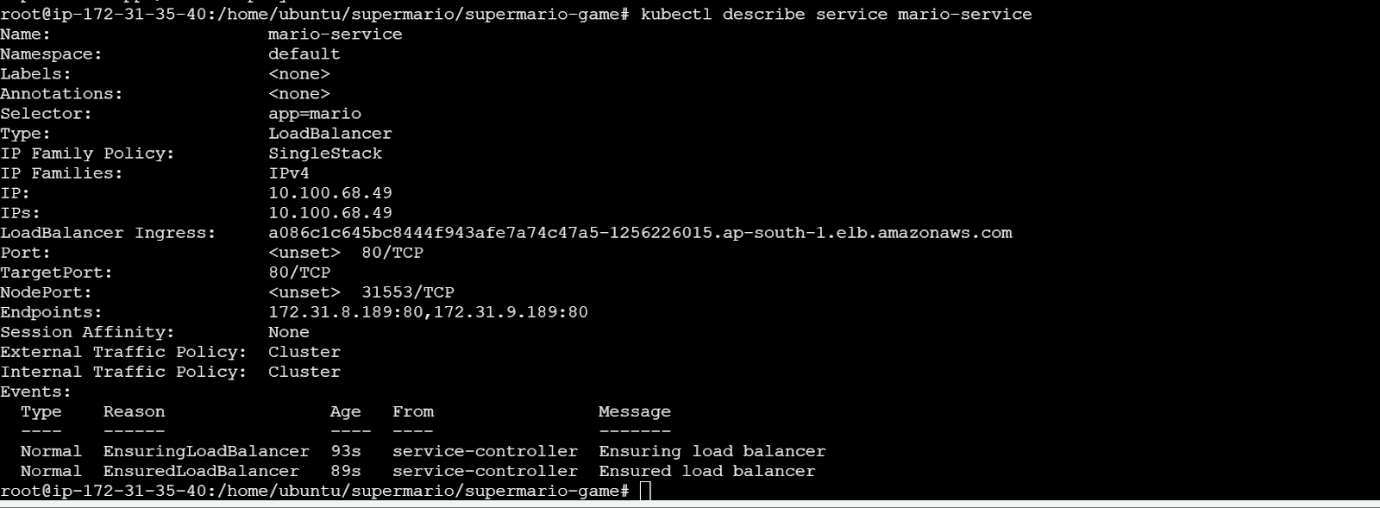 root@ip-172-31-35-40:/home/ubuntu/supermario/supermario-game# kubectl describe service mario-service
Name:                     mario-service
Namespace:                default
Labels:                   <none>
Annotations:              <none>
Selector:                 app=mario
Type:                     LoadBalancer
IP Family Policy:         SingleStack
IP Families:              IPv4
IP:                       10.100.68.49
IPs:                      10.100.68.49
LoadBalancer Ingress:     a086c1c645bc8444f943afe7a74c47a5-1256226015.ap-south-1.elb.amazonaws.com
Port:                     <unset>  80/TCP
TargetPort:               80/TCP
NodePort:                 <unset>  31553/TCP
Endpoints:                172.31.8.189:80,172.31.9.189:80
Session Affinity:         None
External Traffic Policy:  Cluster
Internal Traffic Policy:  Cluster
Events:
  Type    Reason                Age   From                Message
  ----    ------                ----  ----                -------
  Normal  EnsuringLoadBalancer  93s   service-controller  Ensuring load balancer
  Normal  EnsuredLoadBalancer   89s   service-controller  Ensured load balancer
root@ip-172-31-35-40:/home/ubuntu/supermario/supermario-game#